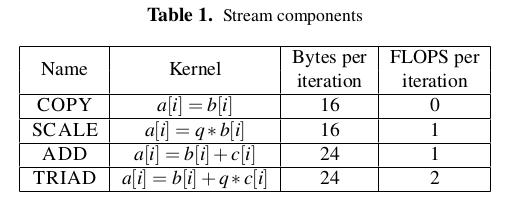 Table 1. Stream components
Name Kernel Bytes per iteration FLOPS per iteration
COPY a[i] = b[i] 16 0
SCALE a[i] = q * b[i] 16 1
ADD a[i] = b[i] + c[i] 24 1
TRIAD a[i] = b[i] + q * c[i] 24 2